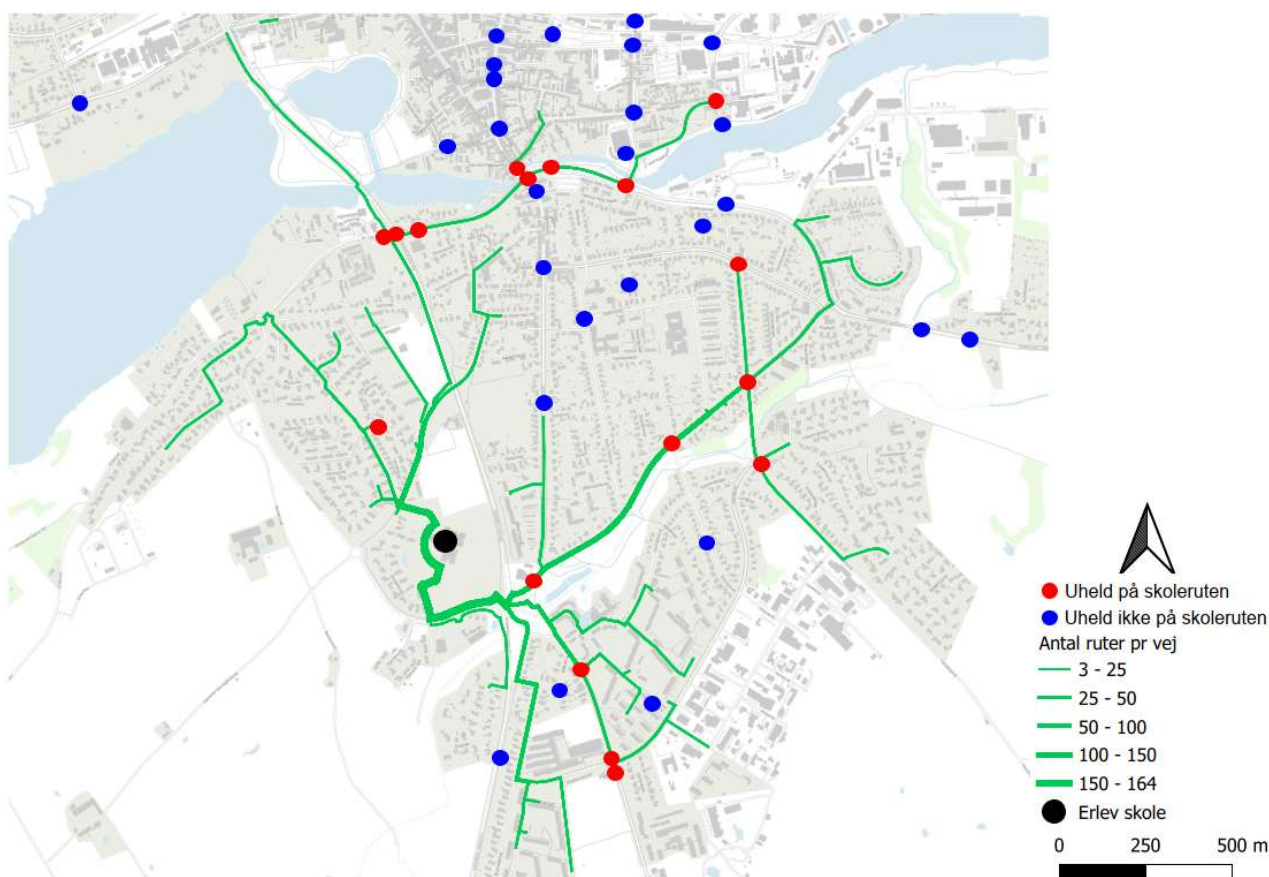 Uheld på skoleruten
Uheld ikke på skoleruten
Antal ruter pr vej
3 - 25
25 - 50
50 - 100
100 - 150
150 - 164
Erlev skole
0 250 500 m